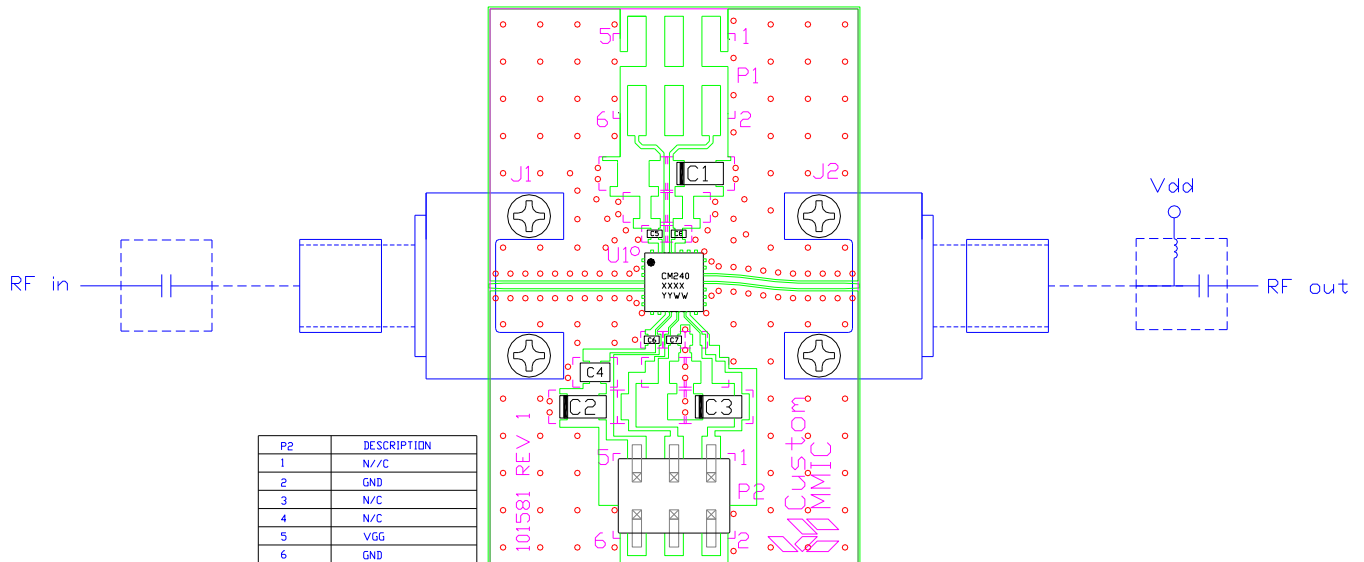 5
1
P1
6
2
C1
J1
J2
Vdd
C5
C8
U1
CM240
XXXX
YYWW
RF in
RF out
C6
C7
C4
C2
C3
P2 DESCRIPTION
1 N//C
2 GND
3 N/C
4 N/C
5 VGG
6 GND
101581 REV 1
5
1
P2
6
2
Custom
MMIC